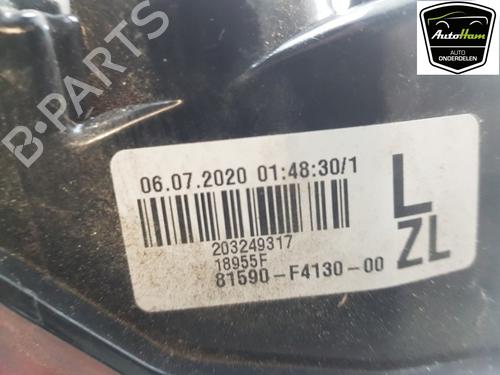 AutoHam
AUTO
ONDERDELEN
B-PARTS
06.07.2020 01:48:30/1
L
203249317
18955F
ZL
81590-F4130-00